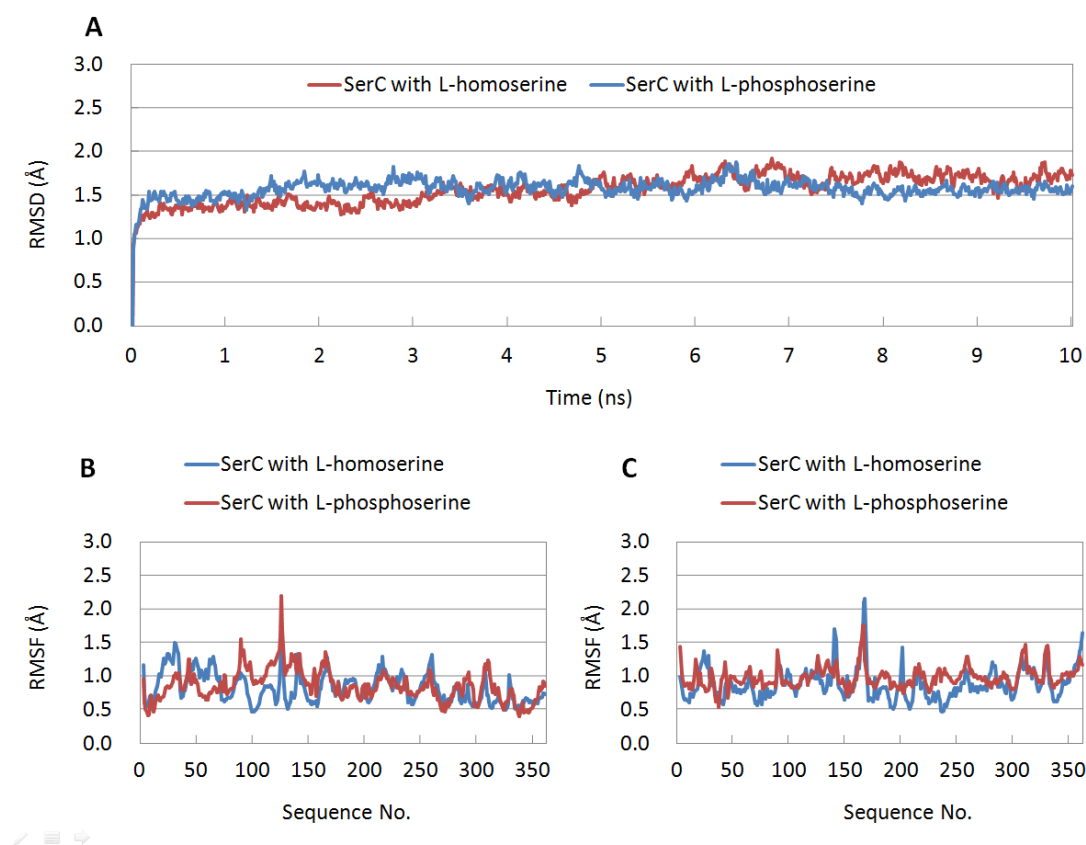 A
3.0
2.5
2.0
1.5
1.0
0.5
0.0
RMSD (Å)
SerC with L-homoserine SerC with L-phosphoserine
0 1 2 3 4 5 6 7 8 9 10
Time (ns)
B
SerC with L-homoserine
SerC with L-phosphoserine
3.0
2.5
2.0
1.5
1.0
0.5
0.0
RMSF (Å)
0 50 100 150 200 250 300 350
Sequence No.
C
SerC with L-homoserine
SerC with L-phosphoserine
3.0
2.5
2.0
1.5
1.0
0.5
0.0
RMSF (Å)
0 50 100 150 200 250 300 350
Sequence No.